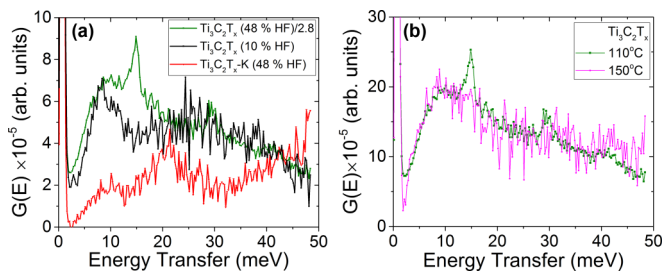 (a)
Ti₃C₂Tₓ (48 % HF)/2.8
Ti₃C₂Tₓ (10 % HF)
Ti₃C₂Tₓ-K (48 % HF)
G(E) ×10⁻⁵ (arb. units)
8
6
4
2
0
0 10 20 30 40 50
Energy Transfer (meV)
(b)
Ti₃C₂Tₓ
110°C
150°C
G(E) ×10⁻⁵ (arb. units)
30
20
10
0
0 10 20 30 40 50
Energy Transfer (meV)